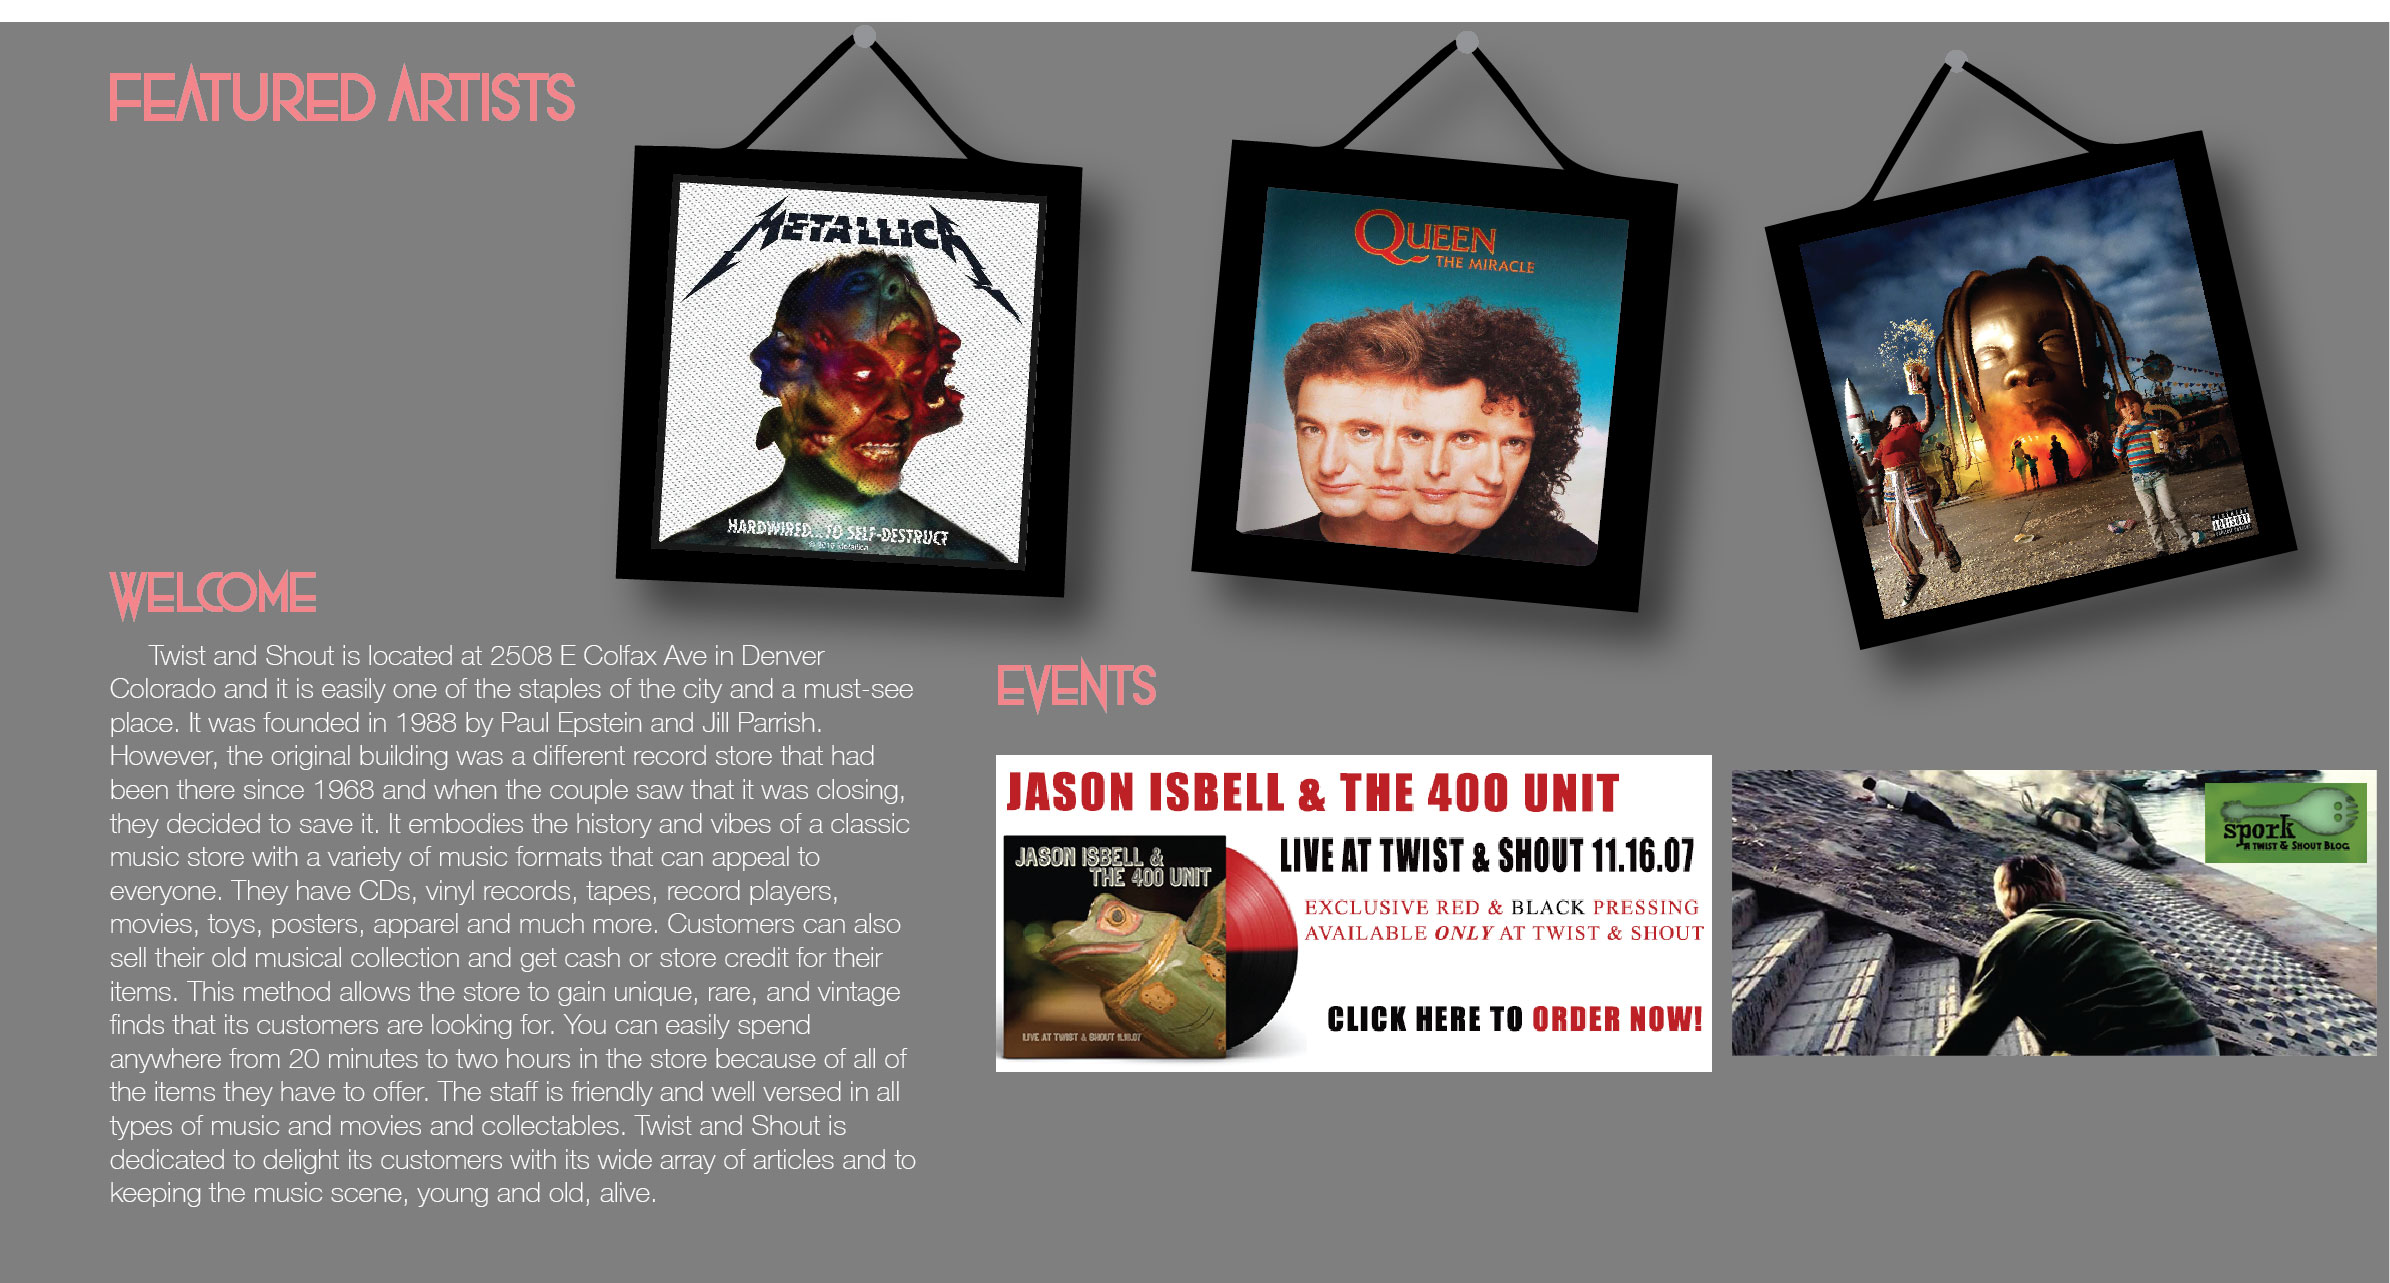 FEATURED ARTISTS
METALLICA
HARDWIRED...TO SELF-DESTRUCT
© 2016 Metallica
QUEEN
THE MIRACLE
ADVISORY
WELCOME
Twist and Shout is located at 2508 E Colfax Ave in Denver
Colorado and it is easily one of the staples of the city and a must-see
place. It was founded in 1988 by Paul Epstein and Jill Parrish.
However, the original building was a different record store that had
been there since 1968 and when the couple saw that it was closing,
they decided to save it. It embodies the history and vibes of a classic
music store with a variety of music formats that can appeal to
everyone. They have CDs, vinyl records, tapes, record players,
movies, toys, posters, apparel and much more. Customers can also
sell their old musical collection and get cash or store credit for their
items. This method allows the store to gain unique, rare, and vintage
finds that its customers are looking for. You can easily spend
anywhere from 20 minutes to two hours in the store because of all of
the items they have to offer. The staff is friendly and well versed in all
types of music and movies and collectables. Twist and Shout is
dedicated to delight its customers with its wide array of articles and to
keeping the music scene, young and old, alive.
EVENTS
JASON ISBELL & THE 400 UNIT
JASON ISBELL &
THE 400 UNIT
LIVE AT TWIST & SHOUT 11.16.07
LIVE AT TWIST & SHOUT 11.16.07
EXCLUSIVE RED & BLACK PRESSING
AVAILABLE ONLY AT TWIST & SHOUT
CLICK HERE TO ORDER NOW!
spork
A TWIST & SHOUT BLOG